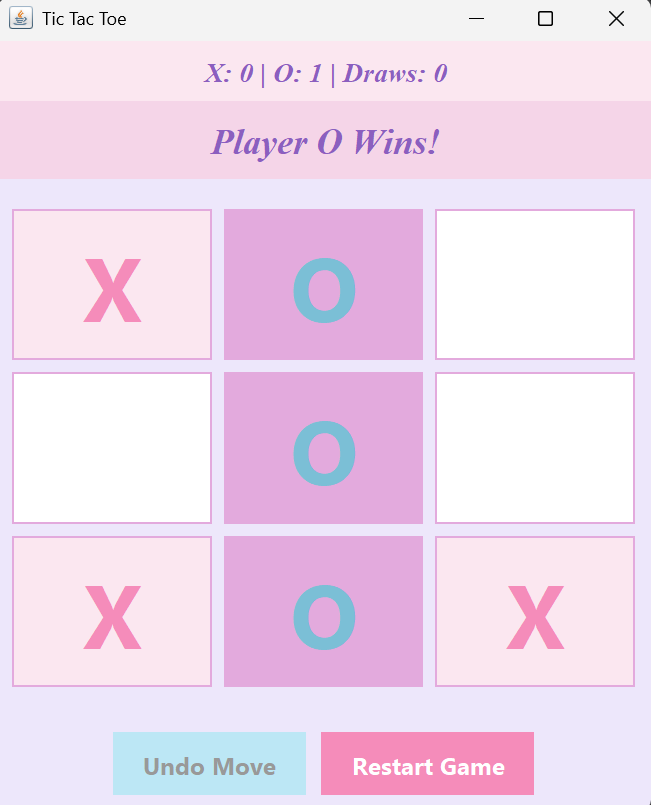 Tic Tac Toe
X: 0 | O: 1 | Draws: 0
Player O Wins!
X O
O
X O X
Undo Move Restart Game